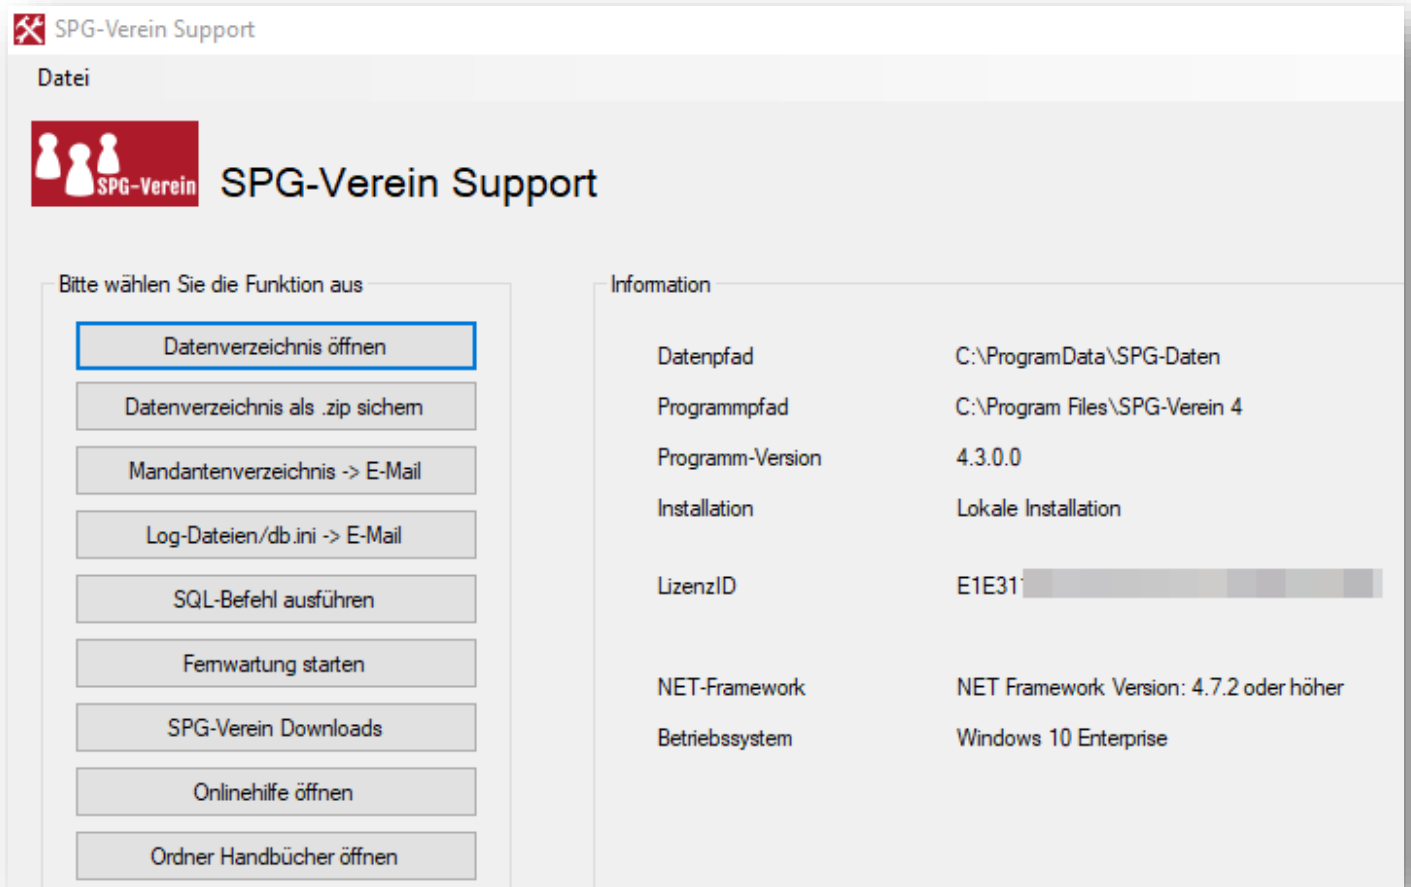 SPG-Verein Support
Datei
SPG-Verein
SPG-Verein Support
Bitte wählen Sie die Funktion aus
Datenverzeichnis öffnen
Datenverzeichnis als .zip sichern
Mandantenverzeichnis -> E-Mail
Log-Dateien/db.ini -> E-Mail
SQL-Befehl ausführen
Fernwartung starten
SPG-Verein Downloads
Onlinehilfe öffnen
Ordner Handbücher öffnen
Information
Datenpfad C:\ProgramData\SPG-Daten
Programmpfad C:\Program Files\SPG-Verein 4
Programm-Version 4.3.0.0
Installation Lokale Installation
LizenzID E1E31
NET-Framework NET Framework Version: 4.7.2 oder höher
Betriebssystem Windows 10 Enterprise